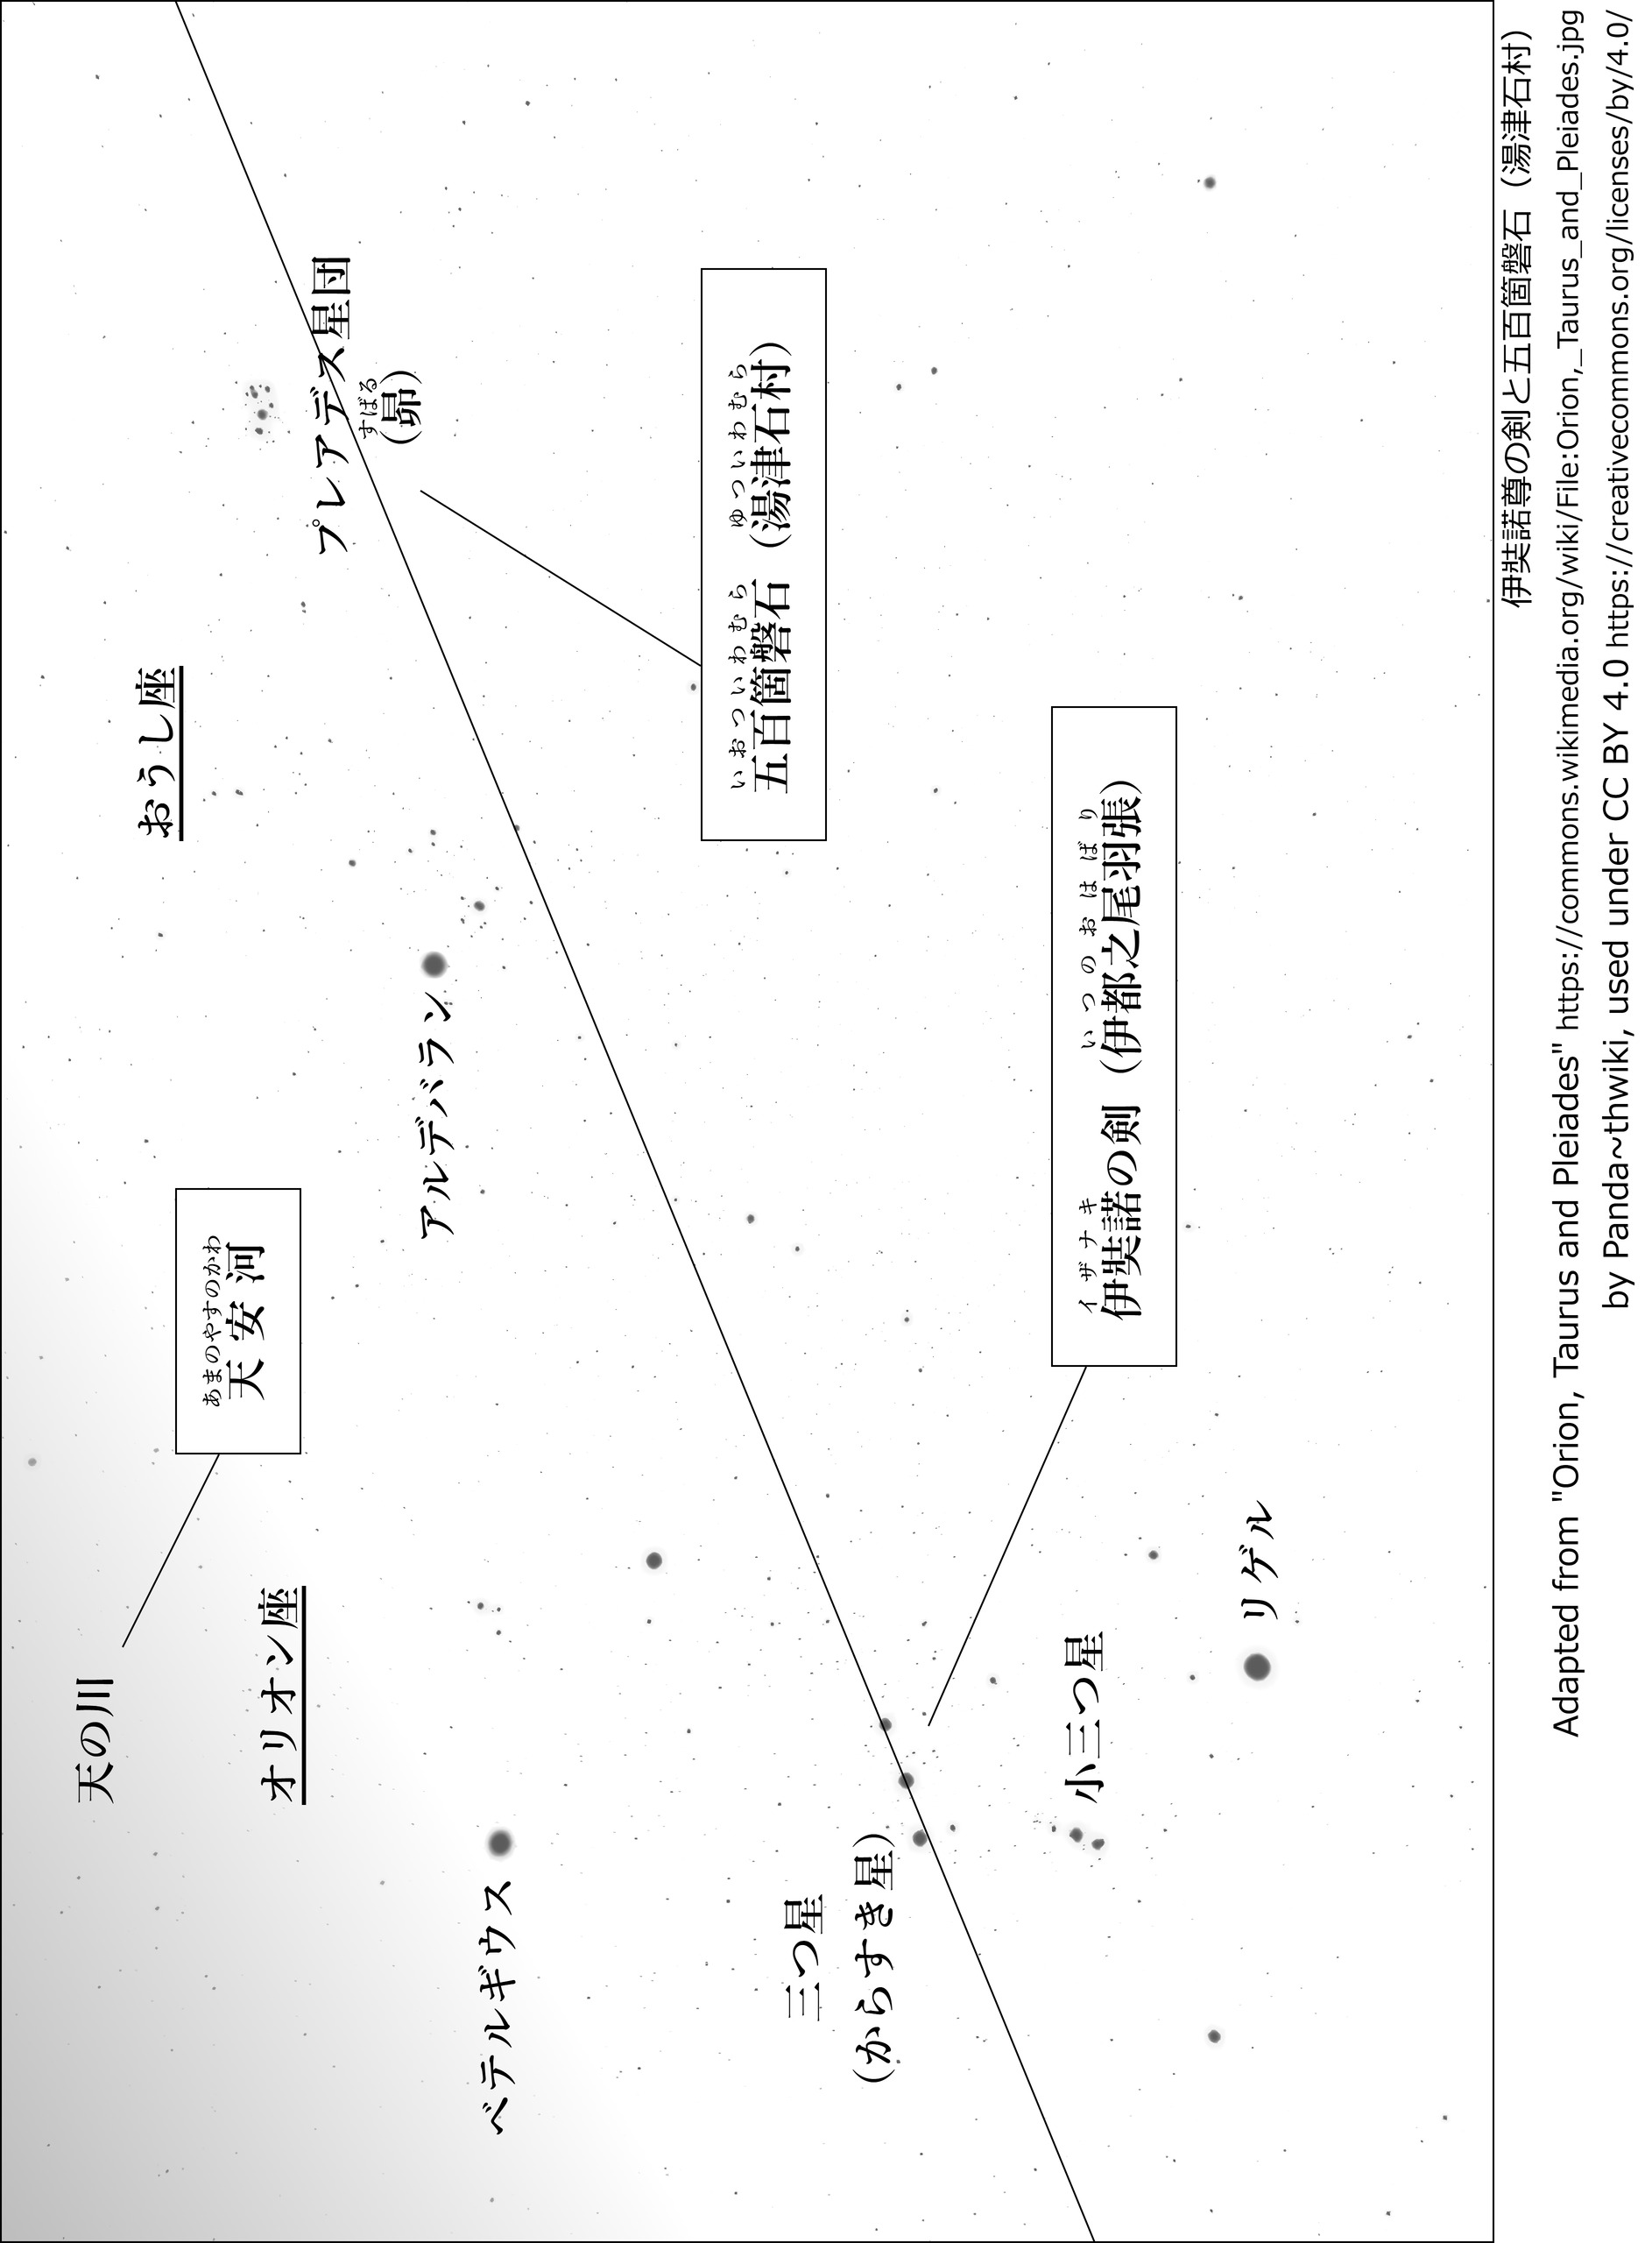 おうし座
プレアデス星団
すばる
(昴)
アルデバラン
いおついわむら ゆついわむら
五百箇磐石 (湯津石村)
あまのやすのかわ
天安河
天の川
オリオン座
ベテルギウス
イザナキ いつのおはばり
伊奘諾の剣 (伊都之尾羽張)
三つ星
(からすき星)
小三つ星
リゲル
伊奘諾尊の剣と五百箇磐石（湯津石村）
Adapted from "Orion, Taurus and Pleiades" https://commons.wikimedia.org/wiki/File:Orion,_Taurus_and_Pleiades.jpg
by Panda~thwiki, used under CC BY 4.0 https://creativecommons.org/licenses/by/4.0/